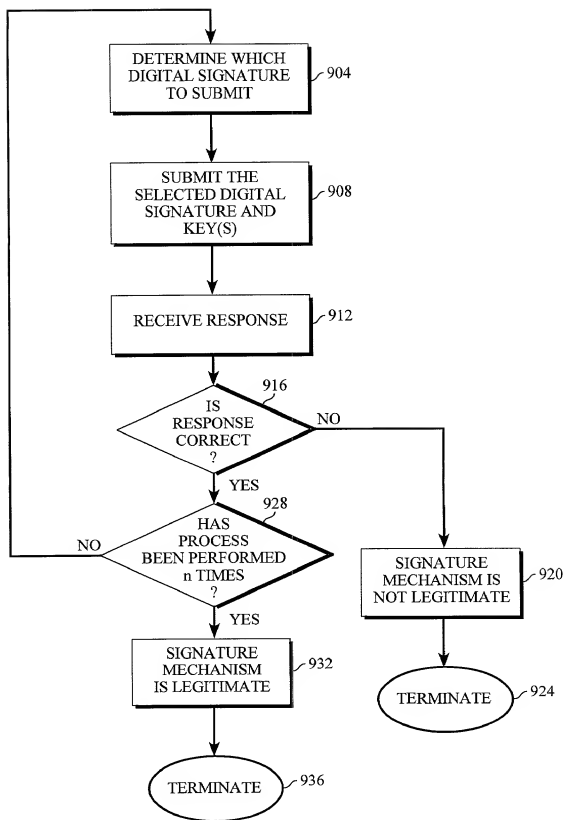 DETERMINE WHICH
DIGITAL SIGNATURE
TO SUBMIT
904
SUBMIT THE
SELECTED DIGITAL
SIGNATURE AND
KEY(S)
908
RECEIVE RESPONSE
912
916
IS
RESPONSE
CORRECT
?
NO
YES
928
HAS
PROCESS
BEEN PERFORMED
n TIMES
?
NO
YES
SIGNATURE
MECHANISM IS
NOT LEGITIMATE
920
SIGNATURE
MECHANISM
IS LEGITIMATE
932
TERMINATE
924
TERMINATE
936